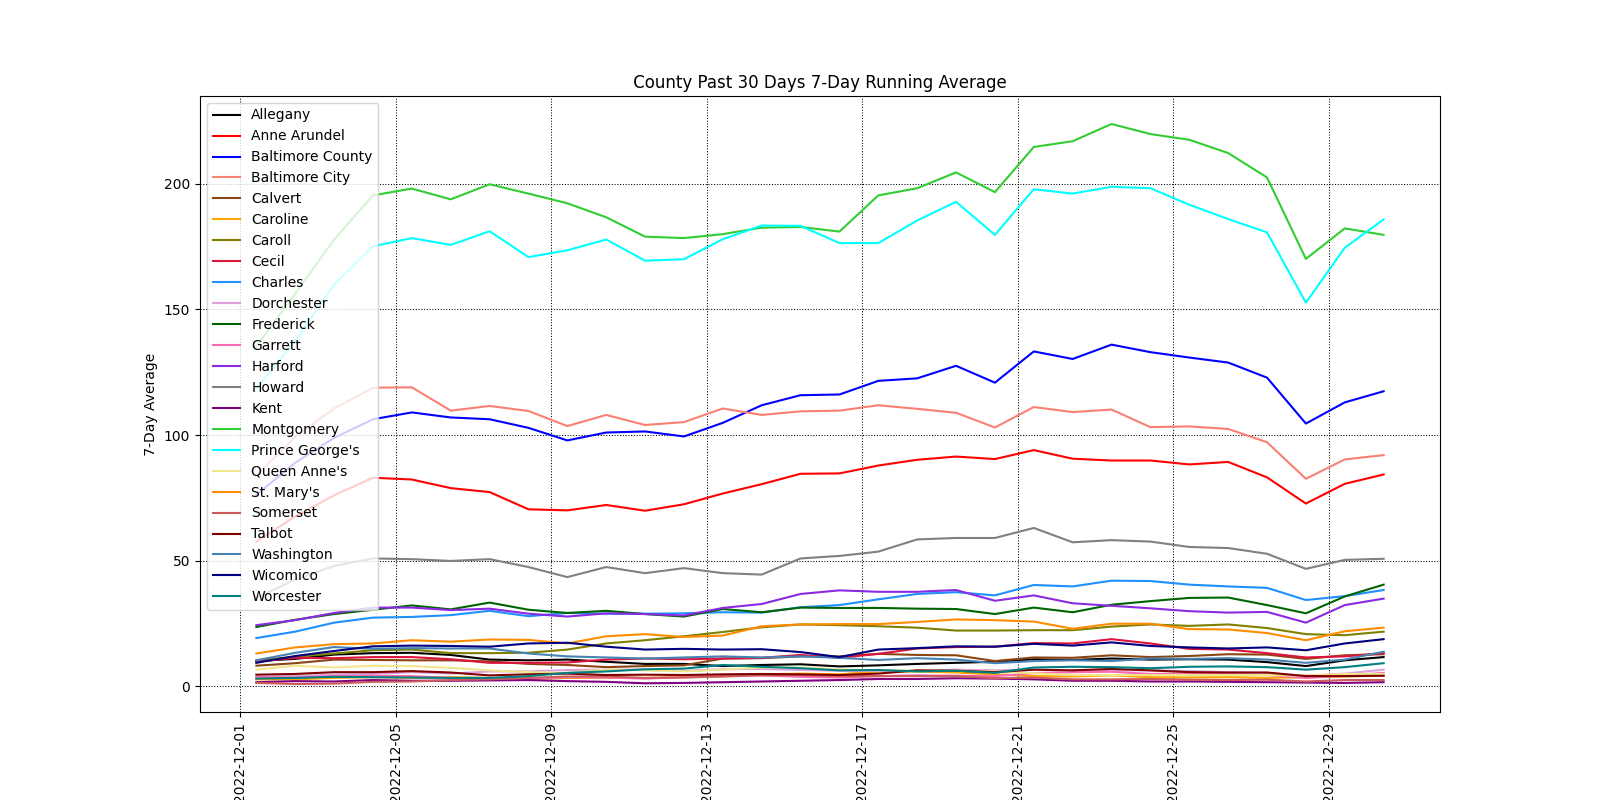 County Past 30 Days 7-Day Running Average
7-Day Average
200
150
100
50
0
Allegany
Anne Arundel
Baltimore County
Baltimore City
Calvert
Caroline
Caroll
Cecil
Charles
Dorchester
Frederick
Garrett
Harford
Howard
Kent
Montgomery
Prince George's
Queen Anne's
St. Mary's
Somerset
Talbot
Washington
Wicomico
Worcester
2022-12-01
2022-12-05
2022-12-09
2022-12-13
2022-12-17
2022-12-21
2022-12-25
2022-12-29